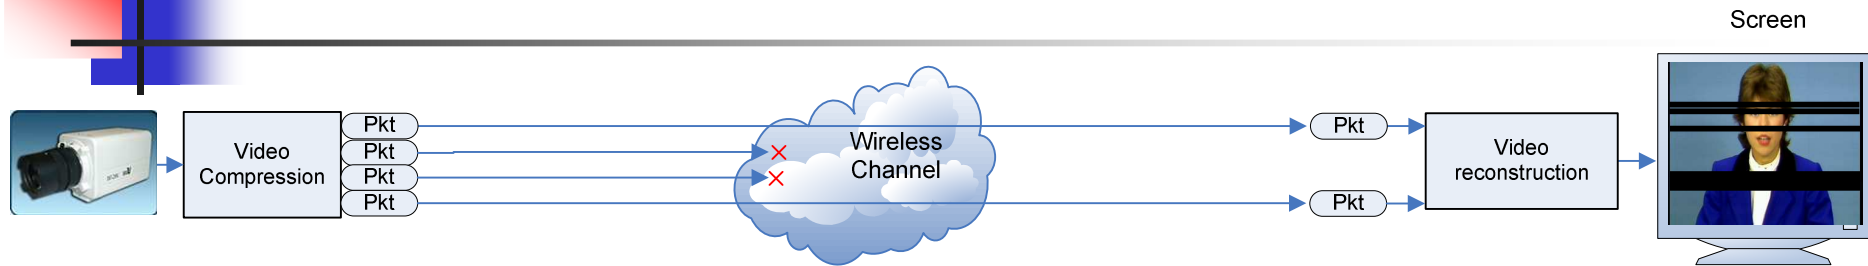 Screen
Pkt
Pkt
Pkt
Pkt
Video
Compression
Wireless
Channel
Pkt
Pkt
Video
reconstruction